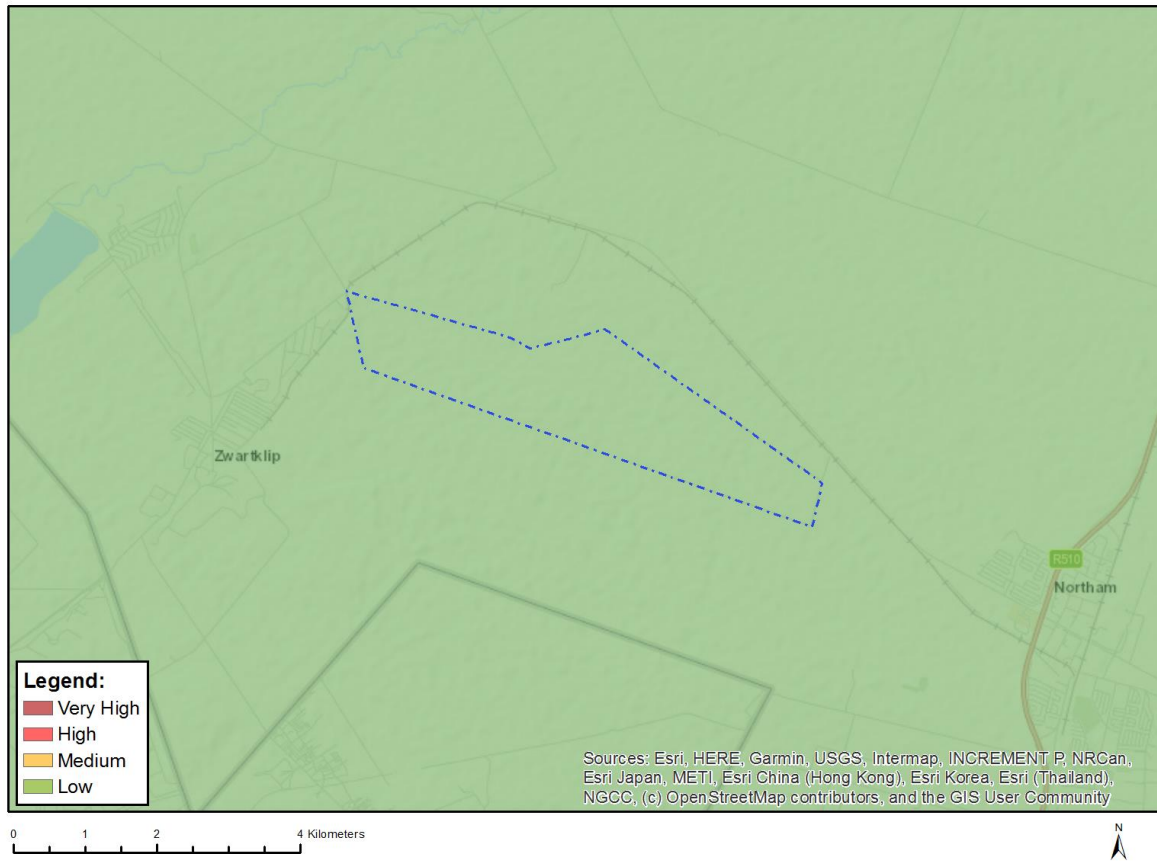 Zwartklip
R510
Northam
Legend:
Very High
High
Medium
Low
Sources: Esri, HERE, Garmin, USGS, Intermap, INCREMENT P, NRCan,
Esri Japan, METI, Esri China (Hong Kong), Esri Korea, Esri (Thailand),
NGCC, (c) OpenStreetMap contributors, and the GIS User Community
0 1 2 4 Kilometers
N